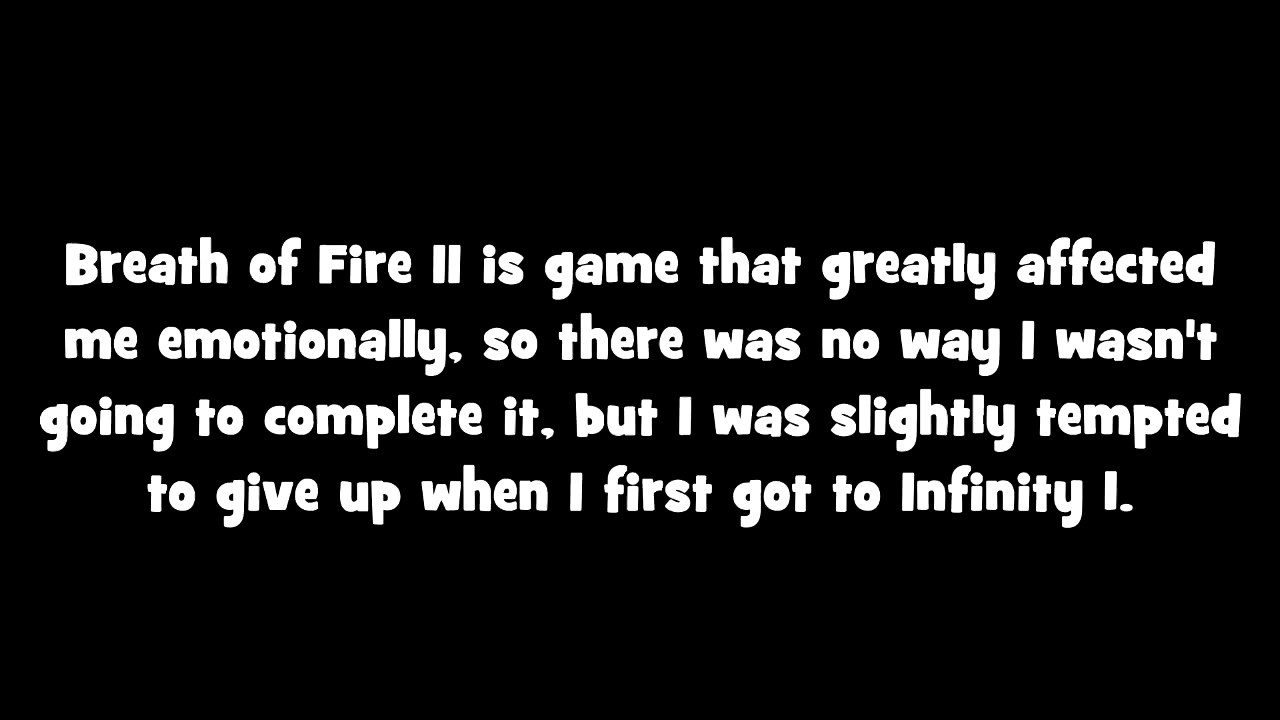 Breath of Fire II is game that greatly affected
me emotionally, so there was no way I wasn't
going to complete it, but I was slightly tempted
to give up when I first got to Infinity I.